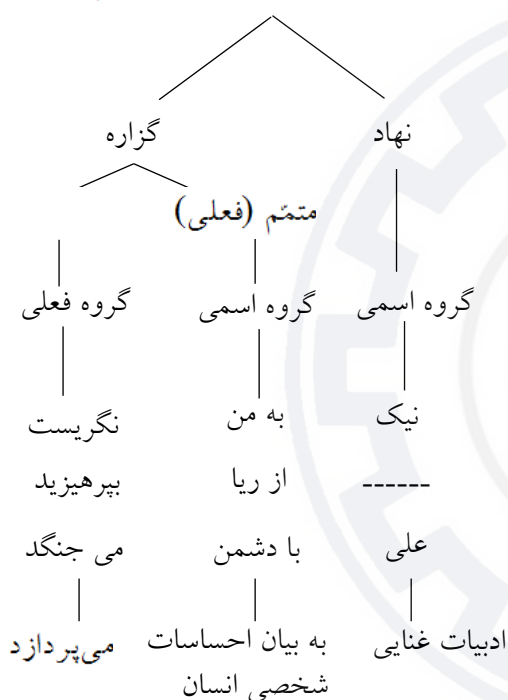 نهاد گزاره
متمّم (فعلی)
گروه اسمی گروه اسمی گروه فعلی
نیک به من نگریست
------ از ریا بپرهیزید
علی با دشمن می جنگد
ادبیات غنایی به بیان احساسات می‌پردازد
شخصی انسان